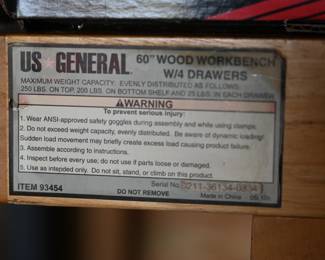 US★GENERAL 60" WOOD WORKBENCH
W/4 DRAWERS
MAXIMUM WEIGHT CAPACITY: EVENLY DISTRIBUTED AS FOLLOWS:
250 LBS. ON TOP, 200 LBS. ON BOTTOM SHELF AND 25 LBS. IN EACH DRAWER
⚠WARNING
To prevent serious injury:
1. Wear ANSI-approved safety goggles during assembly and while using clamps.
2. Do not exceed weight capacity, evenly distributed. Be aware of dynamic loading!
Sudden load movement may briefly create excess load causing product failure.
3. Assemble according to instructions.
4. Inspect before every use; do not use if parts loose or damaged.
5. Use as intended only. Do not sit, stand, or climb on this product.
ITEM 93454
DO NOT REMOVE
Serial No.
Made in China